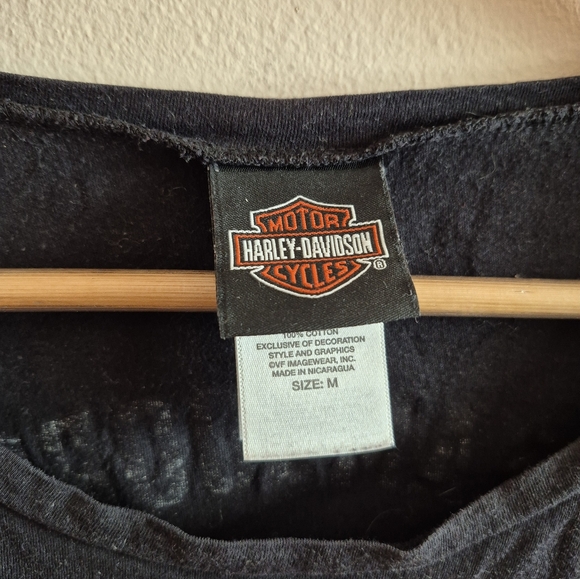 MOTOR
HARLEY-DAVIDSON
CYCLES
®
100% COTTON
EXCLUSIVE OF DECORATION
STYLE AND GRAPHICS
©VF IMAGEWEAR, INC.
MADE IN NICARAGUA
SIZE: M